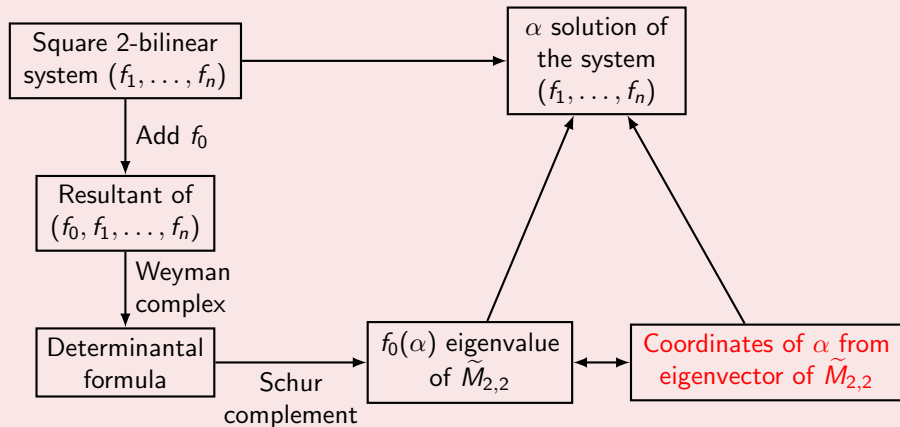 Square 2-bilinear
system (f₁, . . . , fₙ)
α solution of
the system
(f₁, . . . , fₙ)
Add f₀
Resultant of
(f₀, f₁, . . . , fₙ)
Weyman
complex
Determinantal
formula
Schur
complement
f₀(α) eigenvalue
of M̃₂,₂
Coordinates of α from
eigenvector of M̃₂,₂